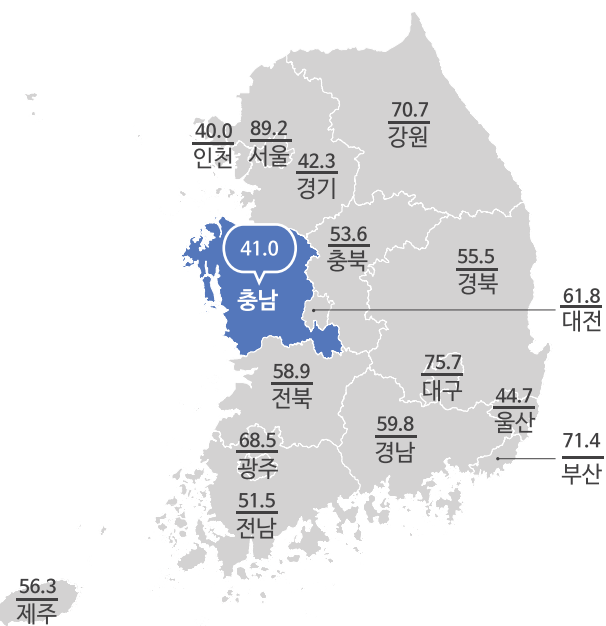 70.7
강원
40.0
인천
89.2
서울
42.3
경기
53.6
충북
41.0
충남
55.5
경북
61.8
대전
75.7
대구
58.9
전북
44.7
울산
59.8
경남
71.4
부산
68.5
광주
51.5
전남
56.3
제주